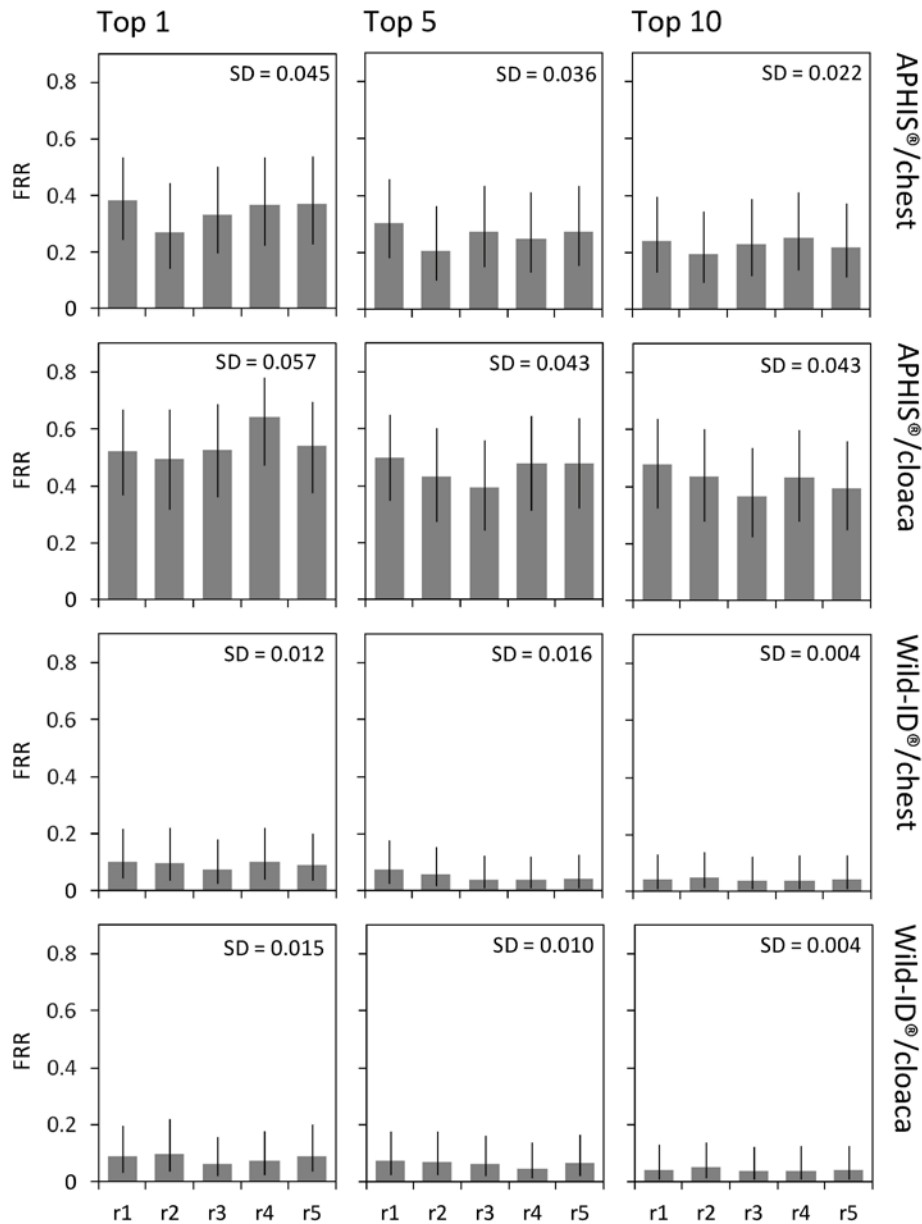 Top 1 Top 5 Top 10
SD = 0.045 SD = 0.036 SD = 0.022
0.8
0.6
0.4
0.2
0
FRR
APHIS®/chest
SD = 0.057 SD = 0.043 SD = 0.043
0.8
0.6
0.4
0.2
0
FRR
APHIS®/cloaca
SD = 0.012 SD = 0.016 SD = 0.004
0.8
0.6
0.4
0.2
0
FRR
Wild-ID®/chest
SD = 0.015 SD = 0.010 SD = 0.004
0.8
0.6
0.4
0.2
0
FRR
Wild-ID®/cloaca
r1 r2 r3 r4 r5 r1 r2 r3 r4 r5 r1 r2 r3 r4 r5